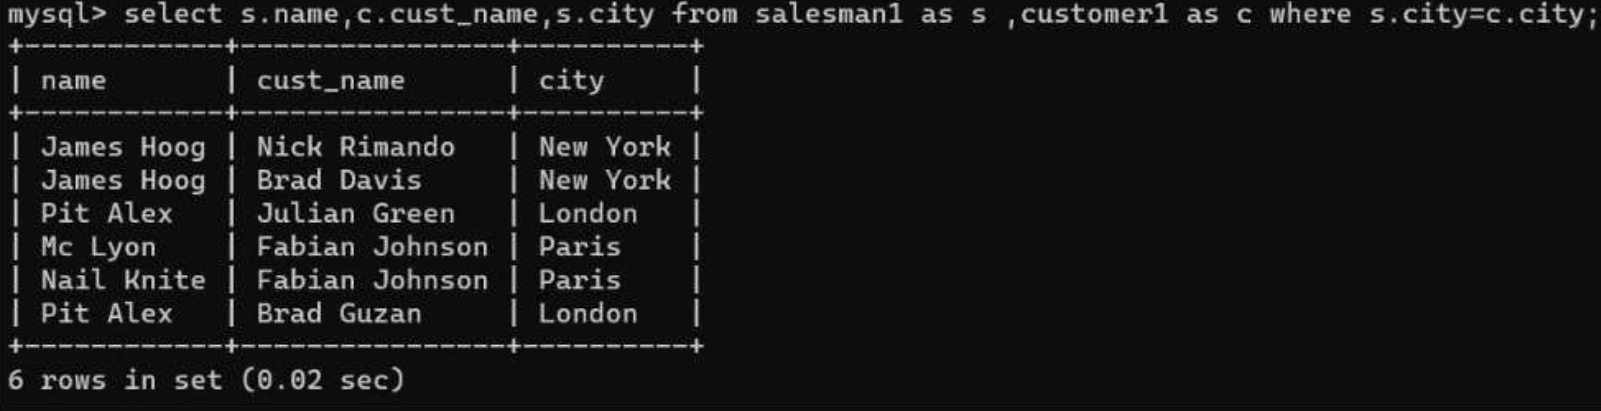 mysql> select s.name,c.cust_name,s.city from salesman1 as s ,customer1 as c where s.city=c.city;
+------------+----------------+----------+
| name       | cust_name      | city     |
+------------+----------------+----------+
| James Hoog | Nick Rimando   | New York |
| James Hoog | Brad Davis     | New York |
| Pit Alex   | Julian Green   | London   |
| Mc Lyon    | Fabian Johnson | Paris    |
| Nail Knite | Fabian Johnson | Paris    |
| Pit Alex   | Brad Guzan     | London   |
+------------+----------------+----------+
6 rows in set (0.02 sec)